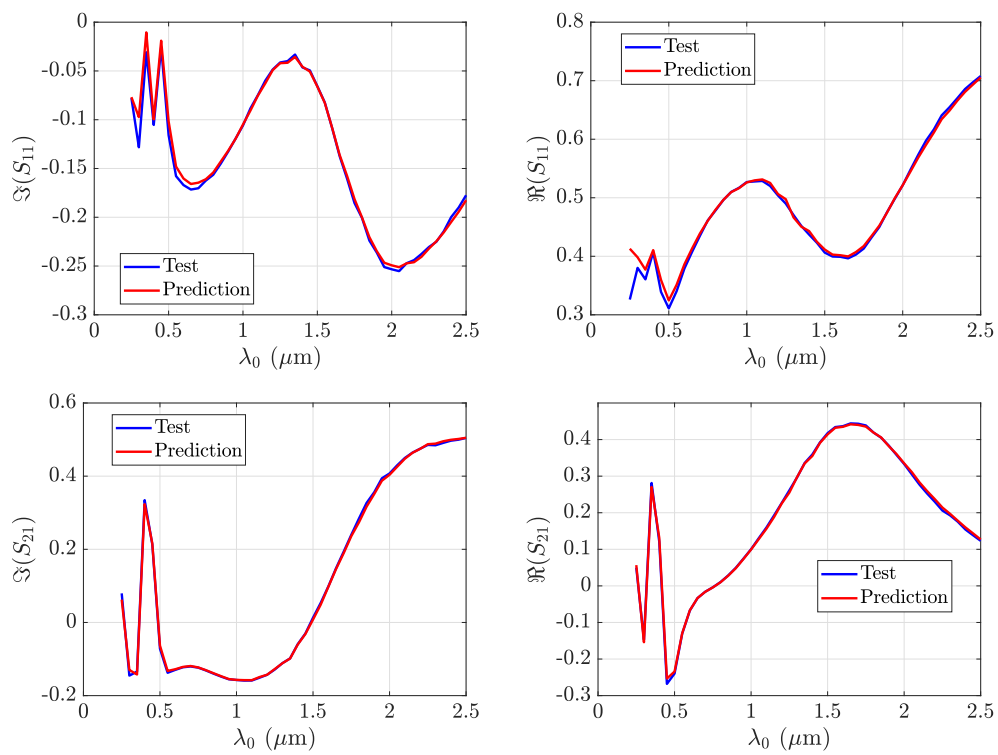 0
-0.05
-0.1
-0.15
-0.2
-0.25
-0.3
0 0.5 1 1.5 2 2.5
ℑ(S₁₁)
λ₀ (μm)
Test
Prediction
0.8
0.7
0.6
0.5
0.4
0.3
0 0.5 1 1.5 2 2.5
ℜ(S₁₁)
λ₀ (μm)
Test
Prediction
0.6
0.4
0.2
0
-0.2
0 0.5 1 1.5 2 2.5
ℑ(S₂₁)
λ₀ (μm)
Test
Prediction
0.4
0.3
0.2
0.1
0
-0.1
-0.2
-0.3
0 0.5 1 1.5 2 2.5
ℜ(S₂₁)
λ₀ (μm)
Test
Prediction